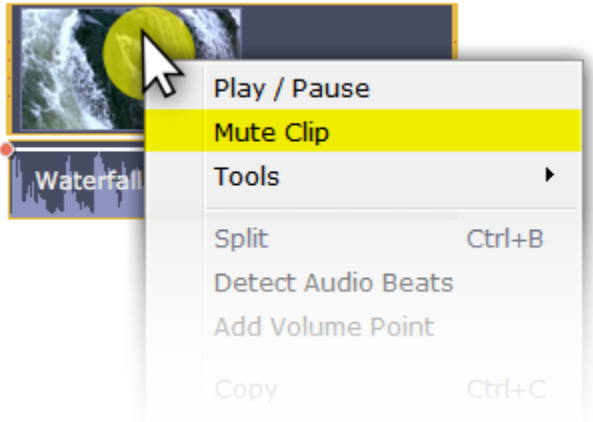 Play / Pause
Mute Clip
Waterfall
Tools
Split Ctrl+B
Detect Audio Beats
Add Volume Point
Copy Ctrl+C